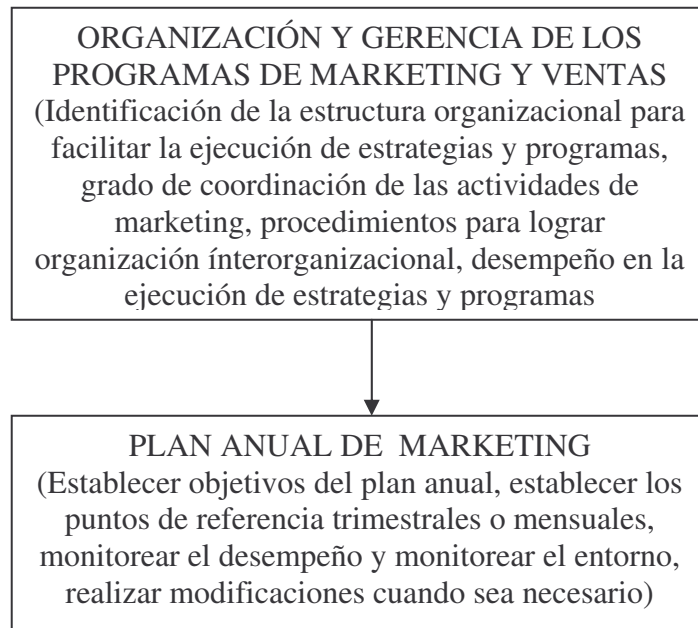 ORGANIZACIÓN Y GERENCIA DE LOS
PROGRAMAS DE MARKETING Y VENTAS
(Identificación de la estructura organizacional para
facilitar la ejecución de estrategias y programas,
grado de coordinación de las actividades de
marketing, procedimientos para lograr
organización ínterorganizacional, desempeño en la
ejecución de estrategias y programas
PLAN ANUAL DE MARKETING
(Establecer objetivos del plan anual, establecer los
puntos de referencia trimestrales o mensuales,
monitorear el desempeño y monitorear el entorno,
realizar modificaciones cuando sea necesario)